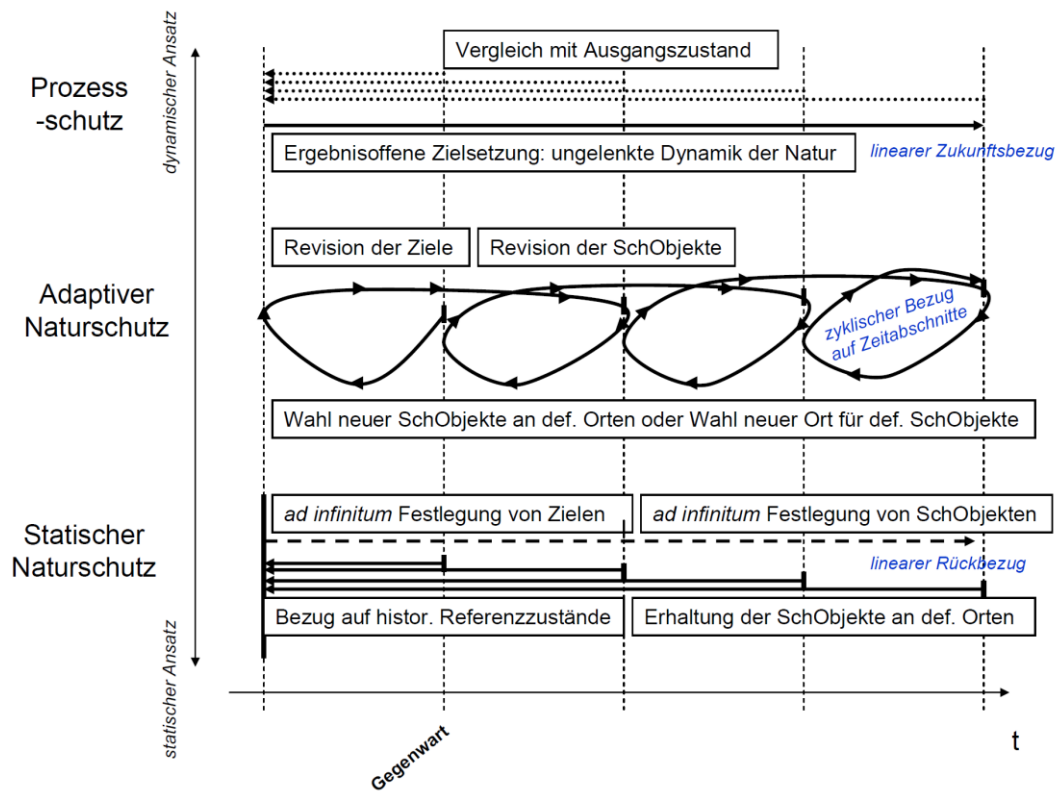 dynamischer Ansatz
Prozess
-schutz
Vergleich mit Ausgangszustand
Ergebnisoffene Zielsetzung: ungelenkte Dynamik der Natur
linearer Zukunftsbezug
Adaptiver
Naturschutz
Revision der Ziele
Revision der SchObjekte
zyklischer Bezug
auf Zeitabschnitte
Wahl neuer SchObjekte an def. Orten oder Wahl neuer Ort für def. SchObjekte
Statischer
Naturschutz
ad infinitum Festlegung von Zielen
ad infinitum Festlegung von SchObjekten
linearer Rückbezug
Bezug auf histor. Referenzzustände
Erhaltung der SchObjekte an def. Orten
statischer Ansatz
Gegenwart
t